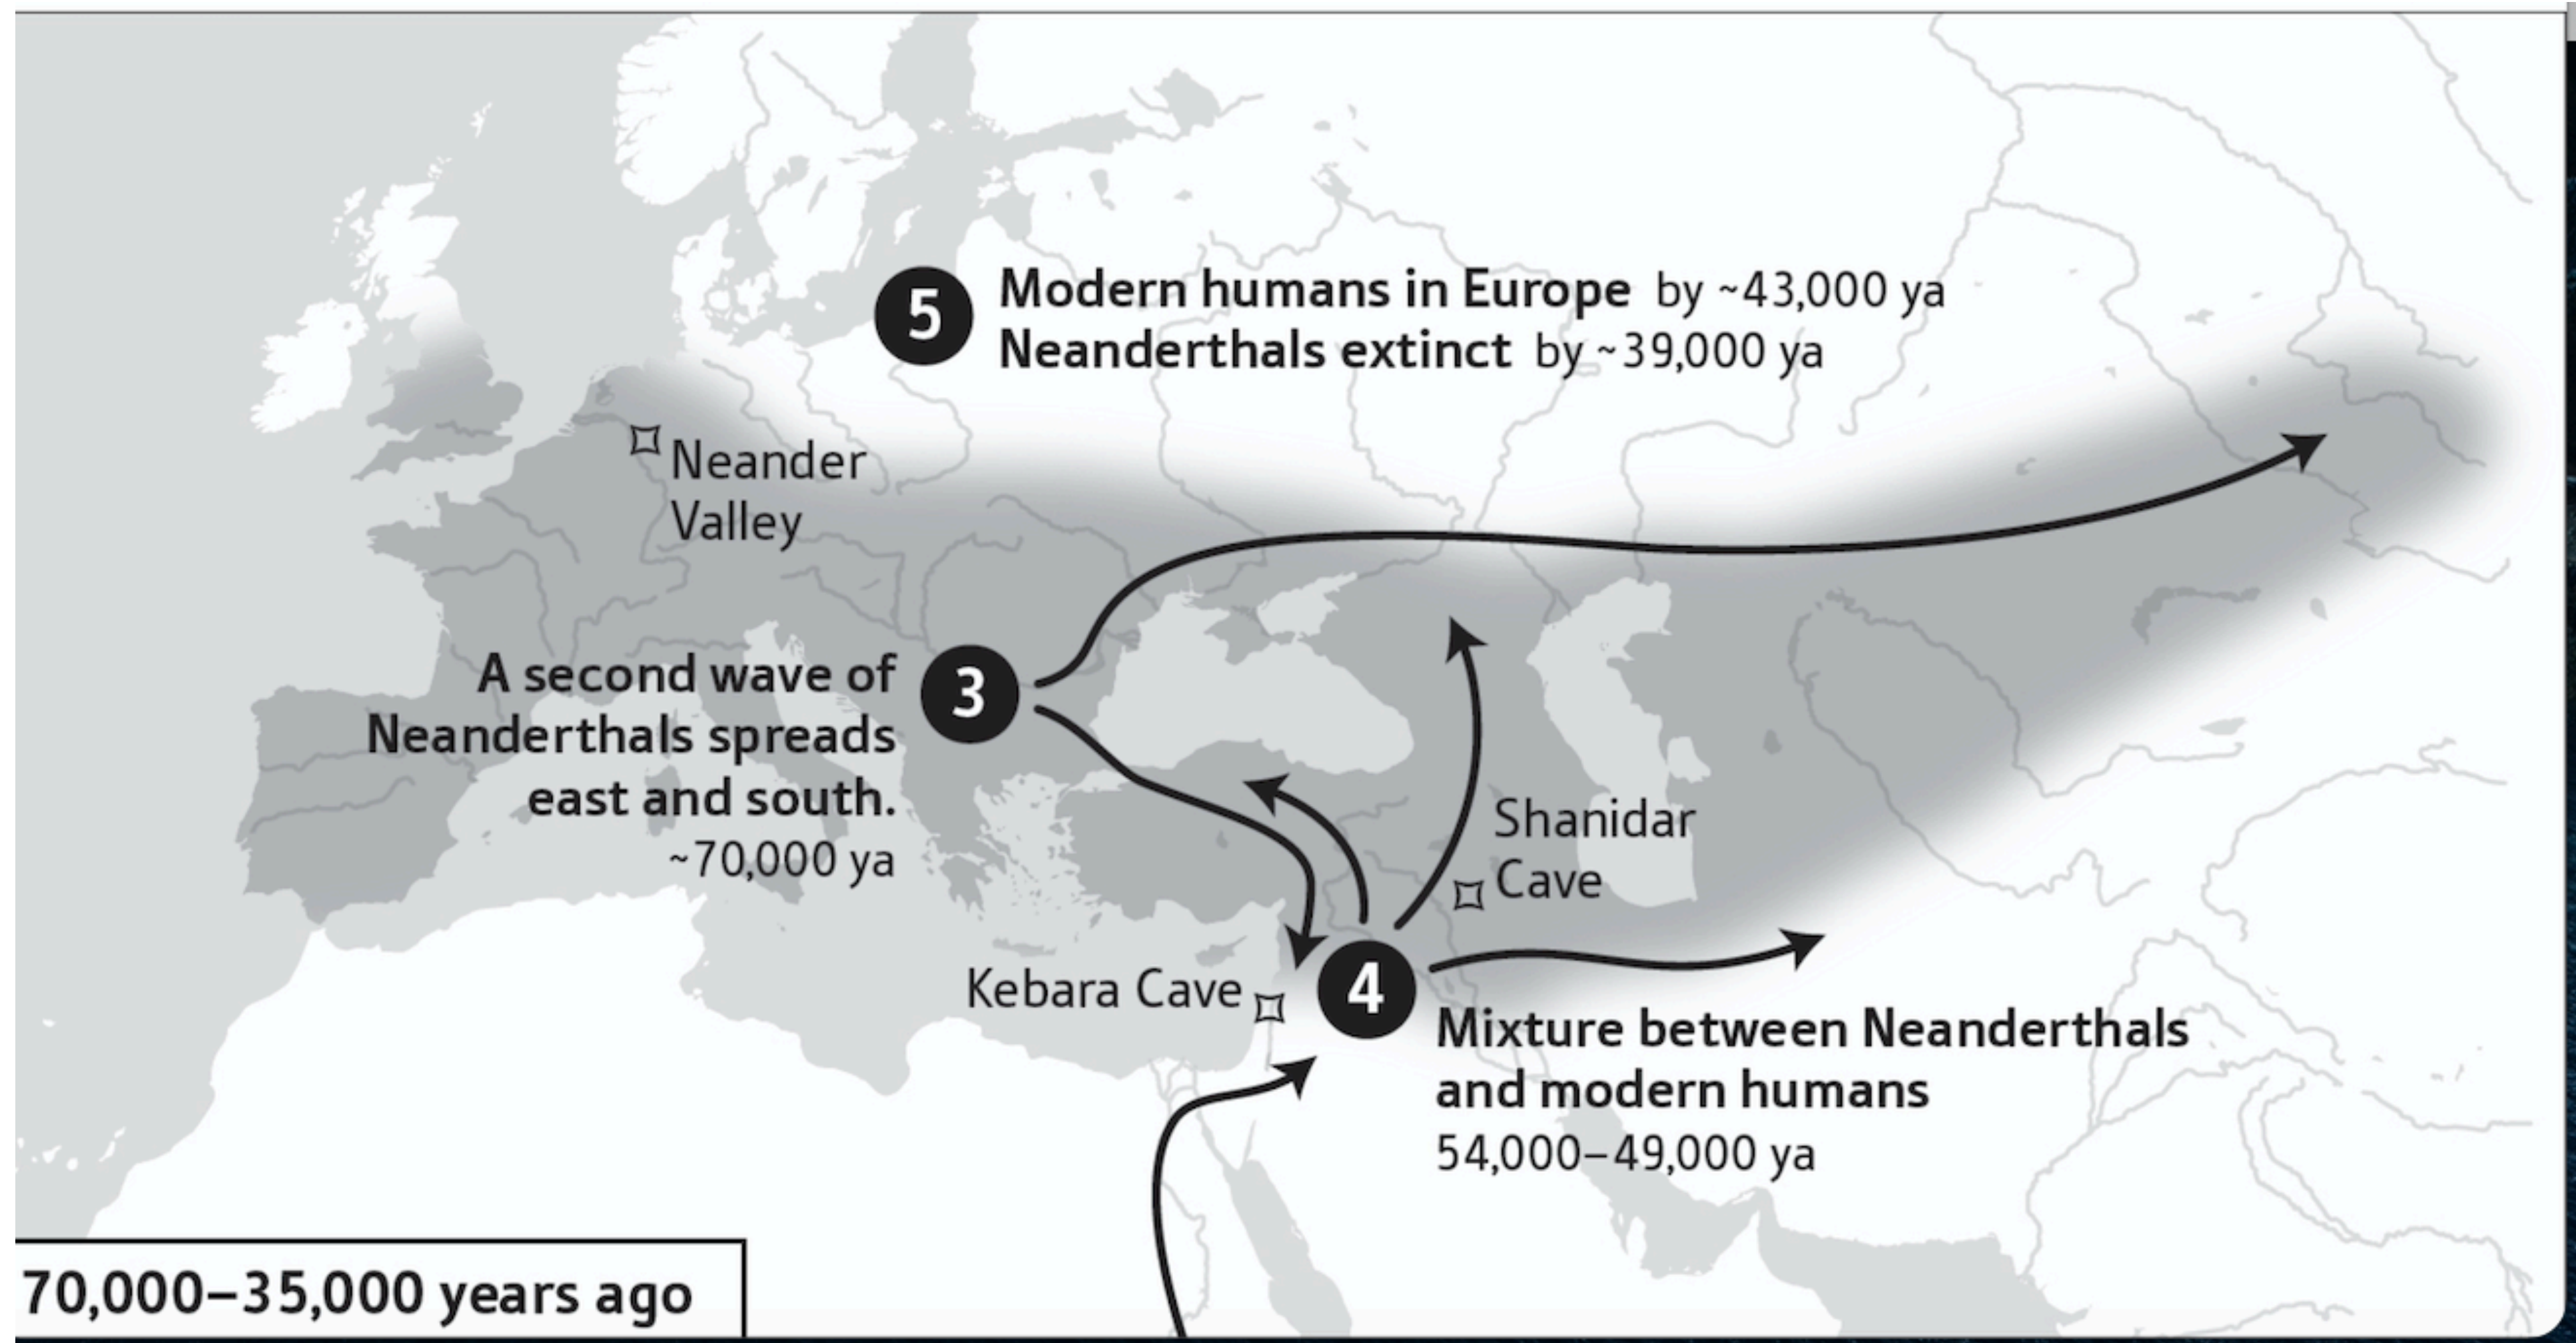 5 Modern humans in Europe by ~43,000 ya
Neanderthals extinct by ~39,000 ya
Neander
Valley
A second wave of
Neanderthals spreads
east and south.
~70,000 ya
3
Shanidar
Cave
Kebara Cave
4
Mixture between Neanderthals
and modern humans
54,000–49,000 ya
70,000–35,000 years ago